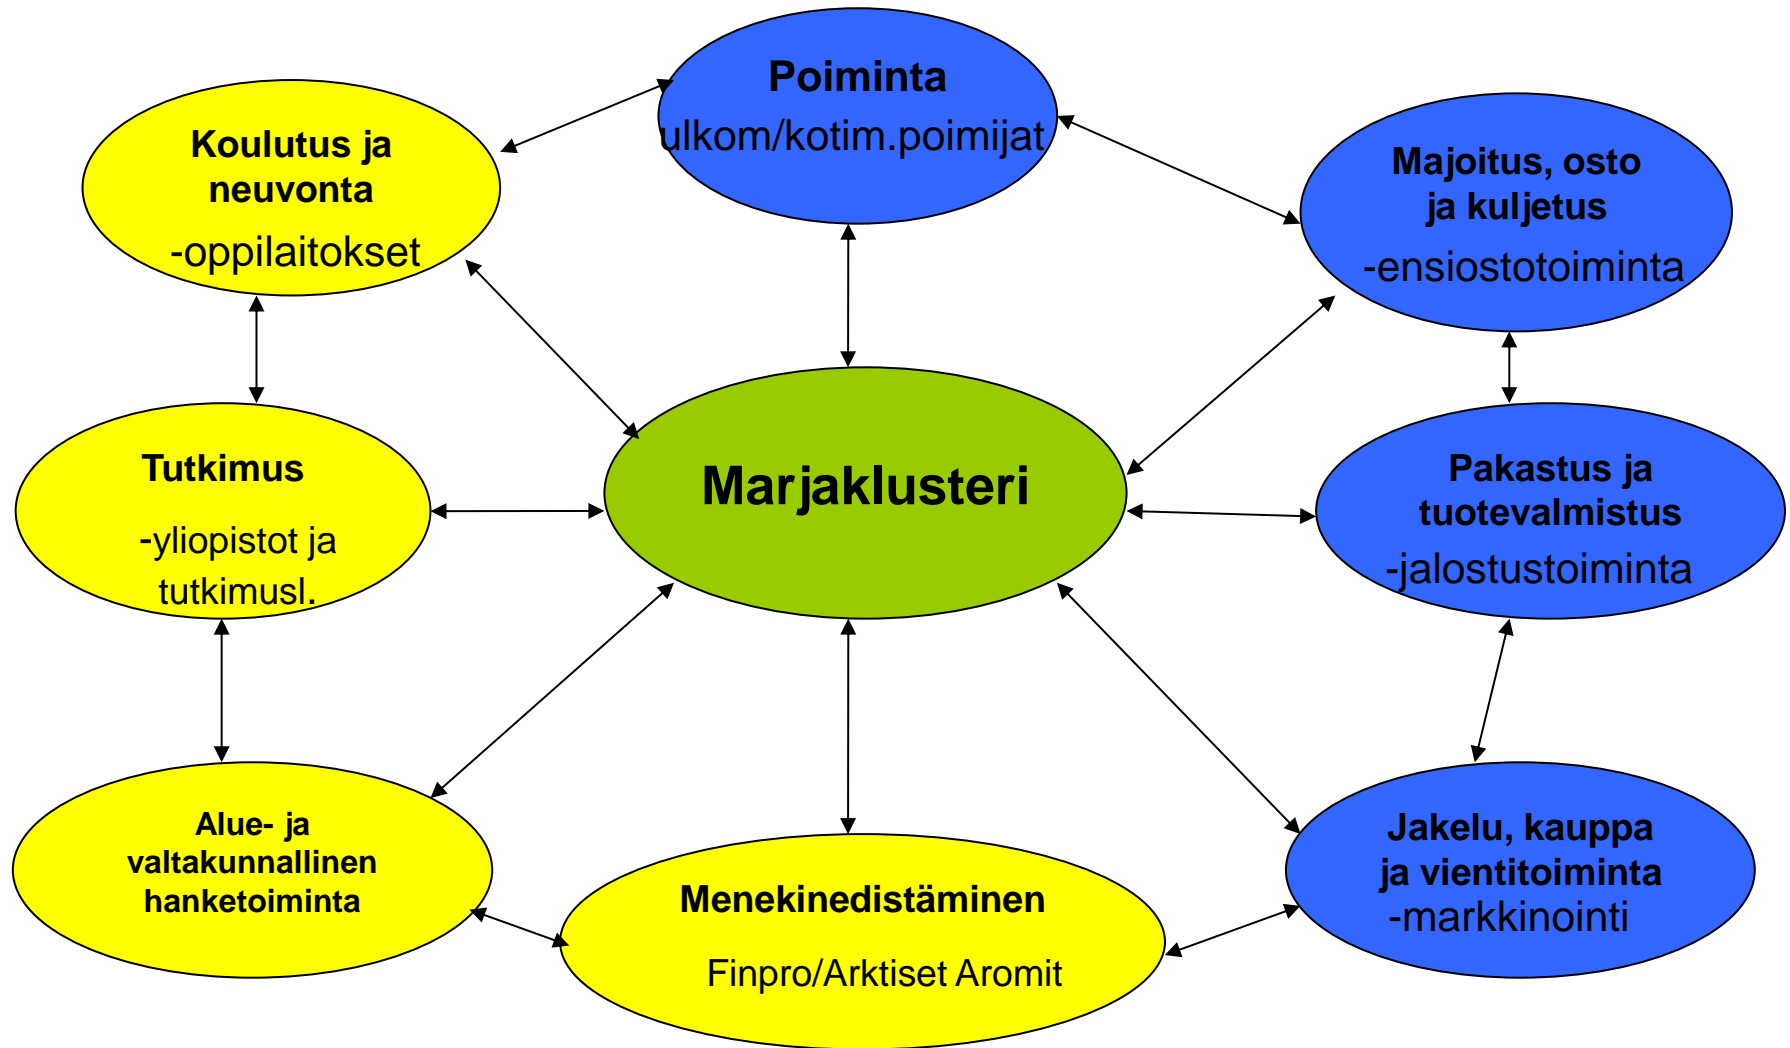 Poiminta
ulkom/kotim.poimijat
Koulutus ja
neuvonta
-oppilaitokset
Majoitus, osto
ja kuljetus
-ensiostotoiminta
Tutkimus
-yliopistot ja
tutkimusl.
Marjaklusteri
Pakastus ja
tuotevalmistus
-jalostustoiminta
Alue- ja
valtakunnallinen
hanketoiminta
Menekinedistäminen
Finpro/Arktiset Aromit
Jakelu, kauppa
ja vientitoiminta
-markkinointi